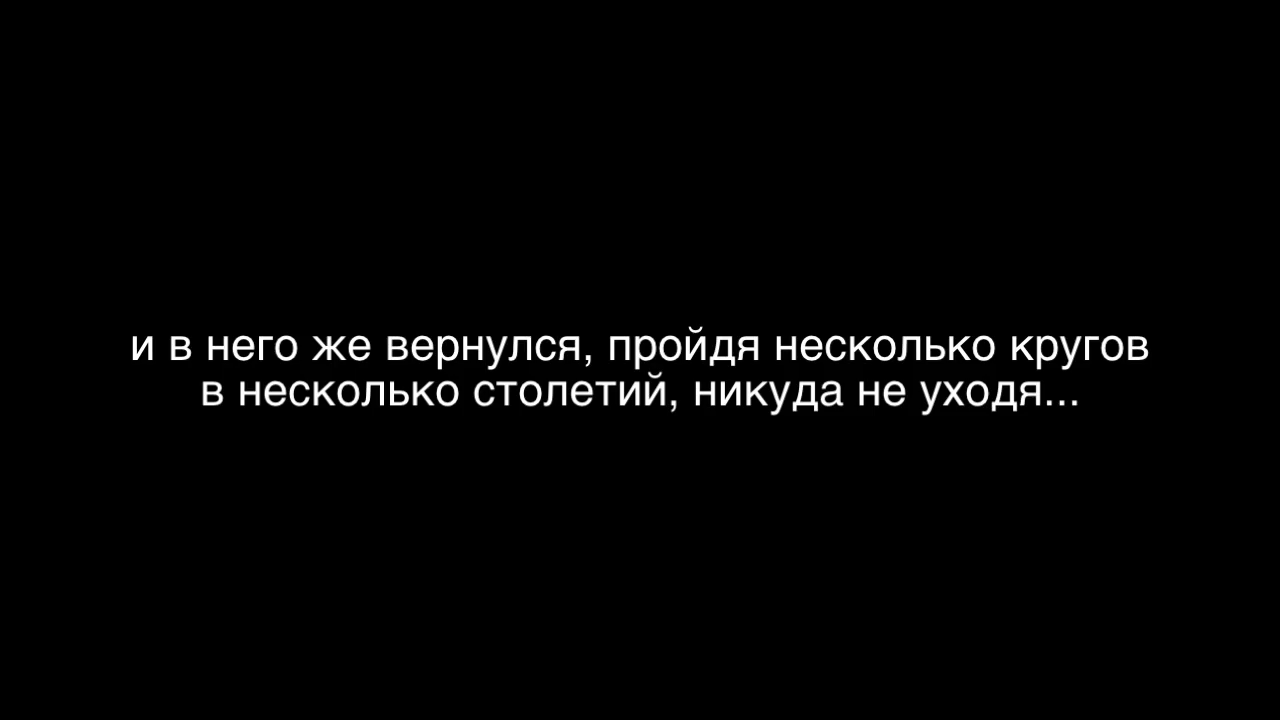 и в него же вернулся, пройдя несколько кругов
в несколько столетий, никуда не уходя...